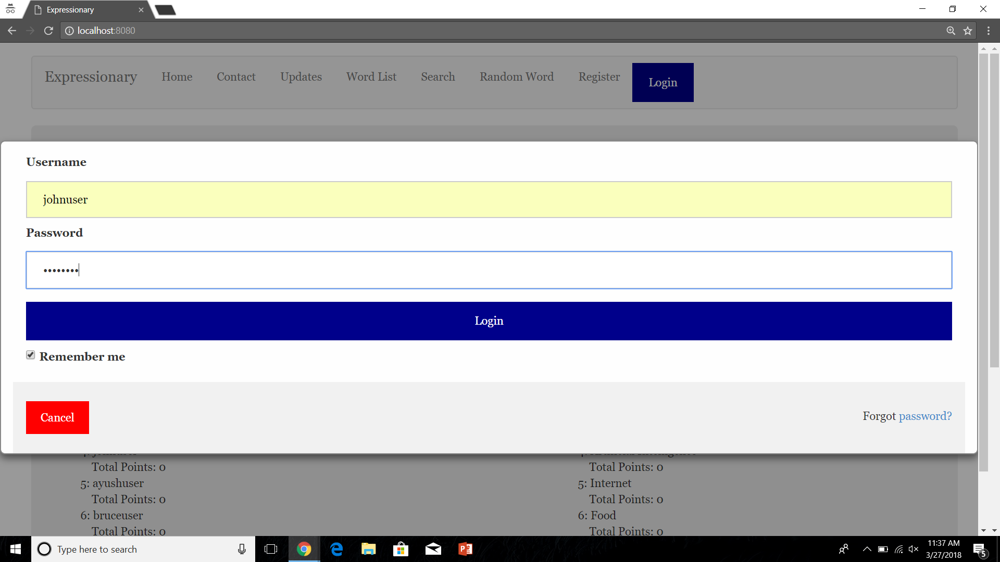 Expressionary
localhost:8080
Expressionary Home Contact Updates Word List Search Random Word Register Login
Username
johnuser
Password
••••••••
Login
Remember me
Cancel
Forgot password?
Total Points: 0
5: ayushuser
Total Points: 0
6: bruceuser
Total Points: 0
Total Points: 0
5: Internet
Total Points: 0
6: Food
Total Points: 0
Type here to search
11:37 AM
3/27/2018
5